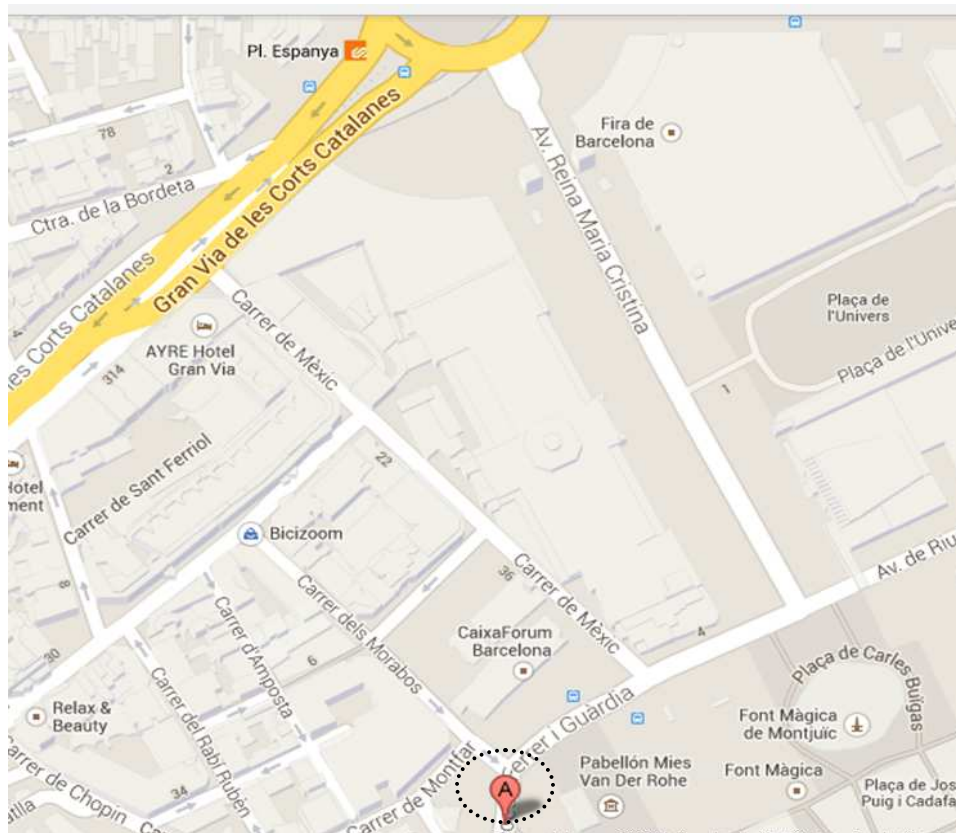 Pl. Espanya
Fira de
Barcelona
Av. Reina Maria Cristina
78
2
Ctra. de la Bordeta
Gran Via de les Corts Catalanes
es Corts Catalanes
4
Plaça de
l'Univers
Plaça de l'Unive
1
AYRE Hotel
Gran Via
314
Carrer de Mèxic
22
Carrer de Sant Ferriol
Hotel
ment
Bicizoom
8
36
Carrer de Mèxic
Av. de Riu
Carrer dels Morabos
Carrer d'Amposta
6
30
4
CaixaForum
Barcelona
Plaça de Carles Buïgas
Relax &
Beauty
Carrer del Rabí Rubén
errer i Guàrdia
Font Màgica
de Montjuïc
Carrer de Montfar
Pabellón Mies
Van Der Rohe
Font Màgica
Plaça de Jos
Puig i Cadafa
arrer de Chopin
34
A